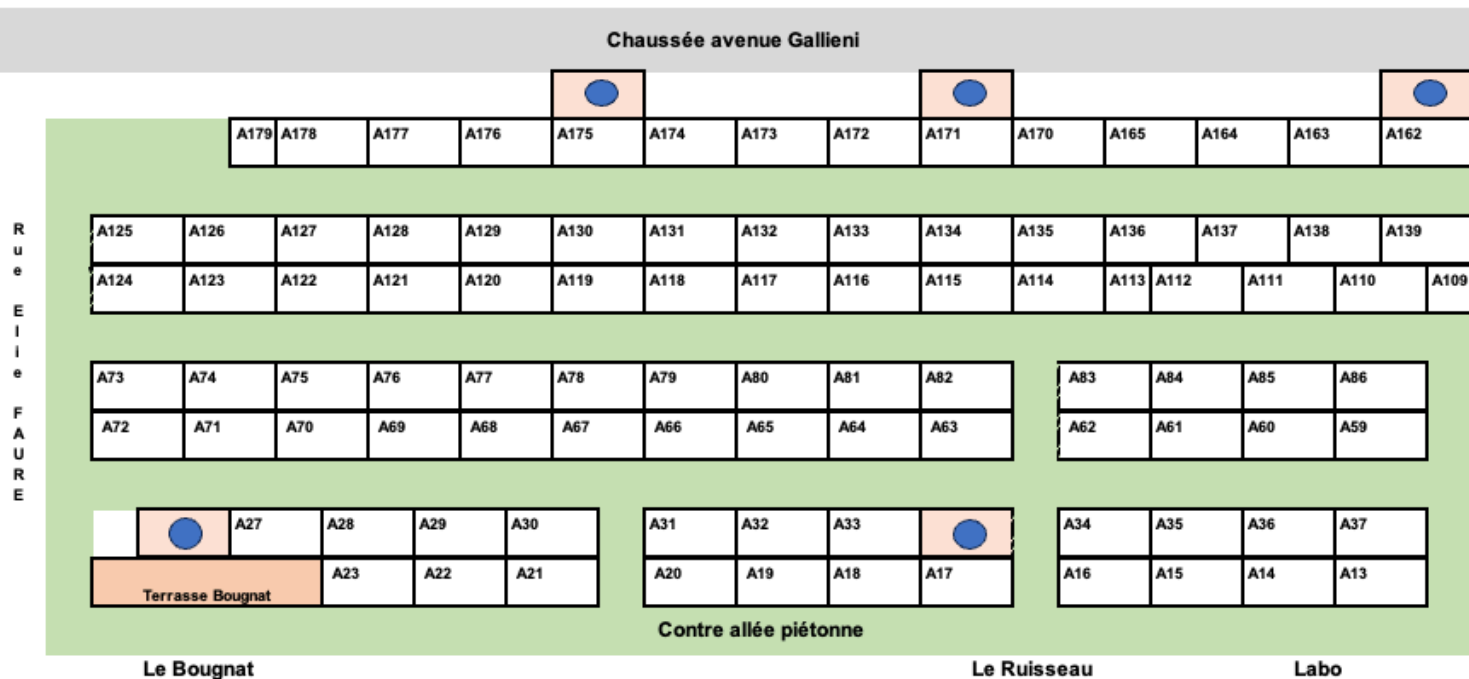 Chaussée avenue Gallieni
A179 A178 A177 A176 A175 A174 A173 A172 A171 A170 A165 A164 A163 A162
Rue Elie FAURE
A125 A126 A127 A128 A129 A130 A131 A132 A133 A134 A135 A136 A137 A138 A139
A124 A123 A122 A121 A120 A119 A118 A117 A116 A115 A114 A113 A112 A111 A110 A109
A73 A74 A75 A76 A77 A78 A79 A80 A81 A82 A83 A84 A85 A86
A72 A71 A70 A69 A68 A67 A66 A65 A64 A63 A62 A61 A60 A59
A27 A28 A29 A30 A31 A32 A33 A34 A35 A36 A37
Terrasse Bougnat A23 A22 A21 A20 A19 A18 A17 A16 A15 A14 A13
Contre allée piétonne
Le Bougnat Le Ruisseau Labo